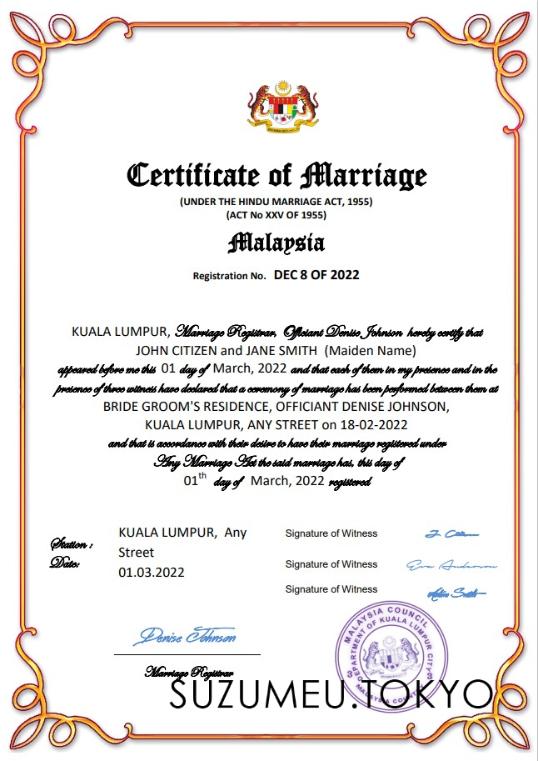 Certificate of Marriage
(UNDER THE HINDU MARRIAGE ACT, 1955)
(ACT No XXV OF 1955)
Malaysia
Registration No. DEC 8 OF 2022
KUALA LUMPUR, Marriage Registrar, Officiant Denise Johnson hereby certify that
JOHN CITIZEN and JANE SMITH (Maiden Name)
appeared before me this 01 day of March, 2022 and that each of them in my presence and in the
presence of three witness have declared that a ceremony of marriage has been performed between them at
BRIDE GROOM'S RESIDENCE, OFFICIANT DENISE JOHNSON,
KUALA LUMPUR, ANY STREET on 18-02-2022
and that is accordance with their desire to have their marriage registered under
Any Marriage Act the said marriage has, this day of
01th day of March, 2022 registered
Station :
KUALA LUMPUR, Any
Street
Date:
01.03.2022
Signature of Witness
Signature of Witness Eva Anderson
Signature of Witness
Denise Johnson
Marriage Registrar
MALAYSIA COUNCIL
DEPARTMENT OF KUALA LUMPUR CITY
MALAYSIA COUNCIL
SUZUMEU.TOKYO